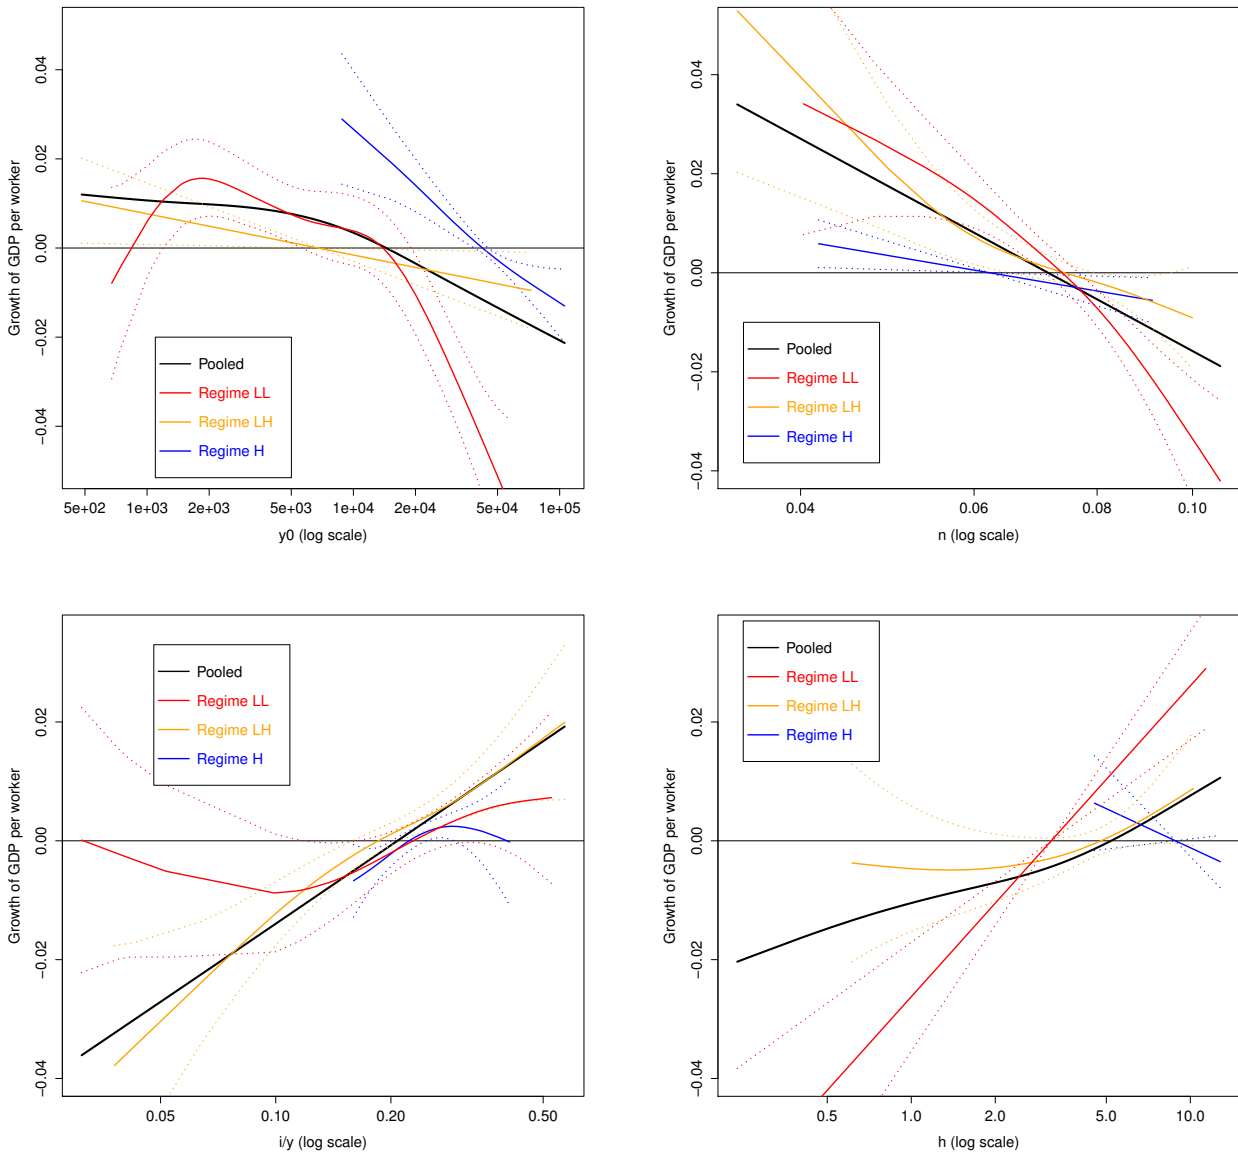 Growth of GDP per worker
0.04
0.02
0.00
−0.02
−0.04
Pooled
Regime LL
Regime LH
Regime H
5e+02 1e+03 2e+03 5e+03 1e+04 2e+04 5e+04 1e+05
y0 (log scale)
Growth of GDP per worker
0.04
0.02
0.00
−0.02
−0.04
Pooled
Regime LL
Regime LH
Regime H
0.04 0.06 0.08 0.10
n (log scale)
Growth of GDP per worker
0.02
0.00
−0.02
−0.04
Pooled
Regime LL
Regime LH
Regime H
0.05 0.10 0.20 0.50
i/y (log scale)
Growth of GDP per worker
0.02
0.00
−0.02
−0.04
Pooled
Regime LL
Regime LH
Regime H
0.5 1.0 2.0 5.0 10.0
h (log scale)